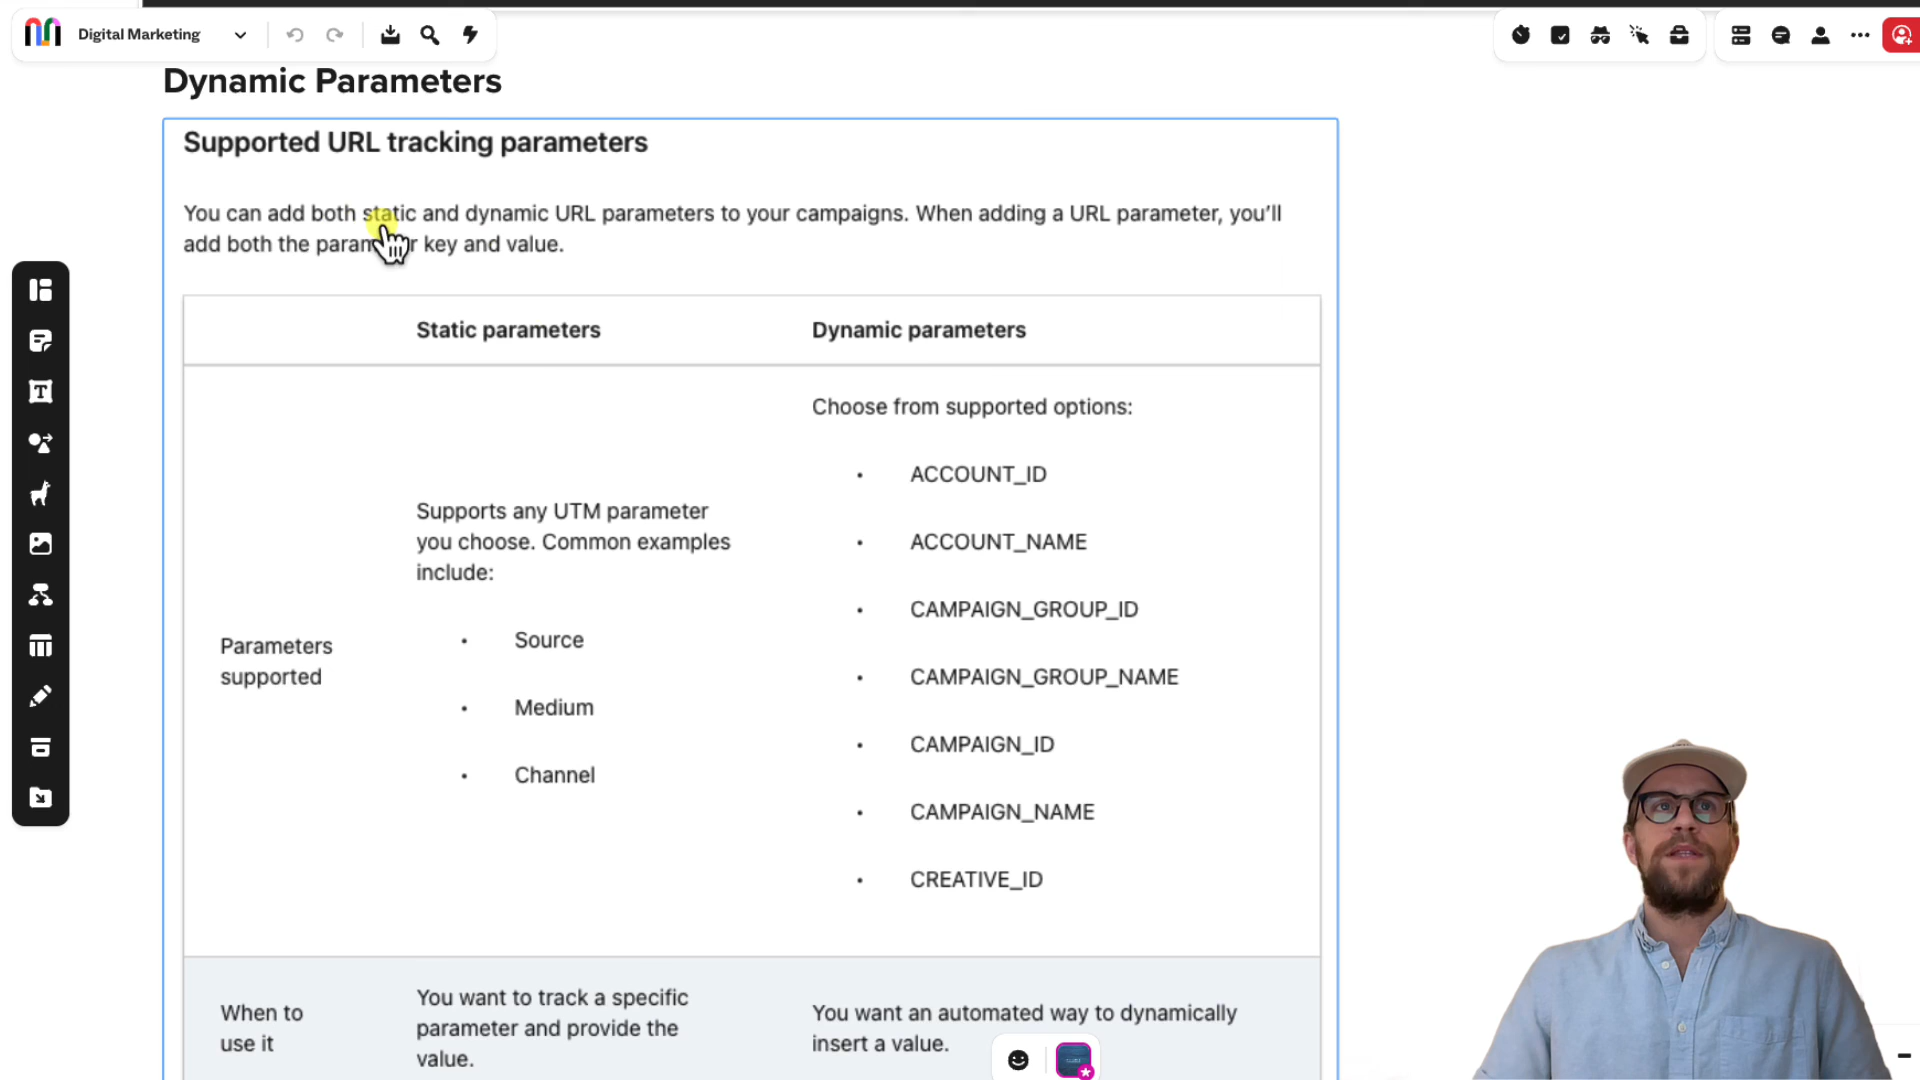 Digital Marketing
Dynamic Parameters
Supported URL tracking parameters
You can add both static and dynamic URL parameters to your campaigns. When adding a URL parameter, you'll
add both the parameter key and value.
Static parameters
Dynamic parameters
Parameters
supported
Supports any UTM parameter
you choose. Common examples
include:
• Source
• Medium
• Channel
Choose from supported options:
• ACCOUNT_ID
• ACCOUNT_NAME
• CAMPAIGN_GROUP_ID
• CAMPAIGN_GROUP_NAME
• CAMPAIGN_ID
• CAMPAIGN_NAME
• CREATIVE_ID
When to
use it
You want to track a specific
parameter and provide the
value.
You want an automated way to dynamically
insert a value.